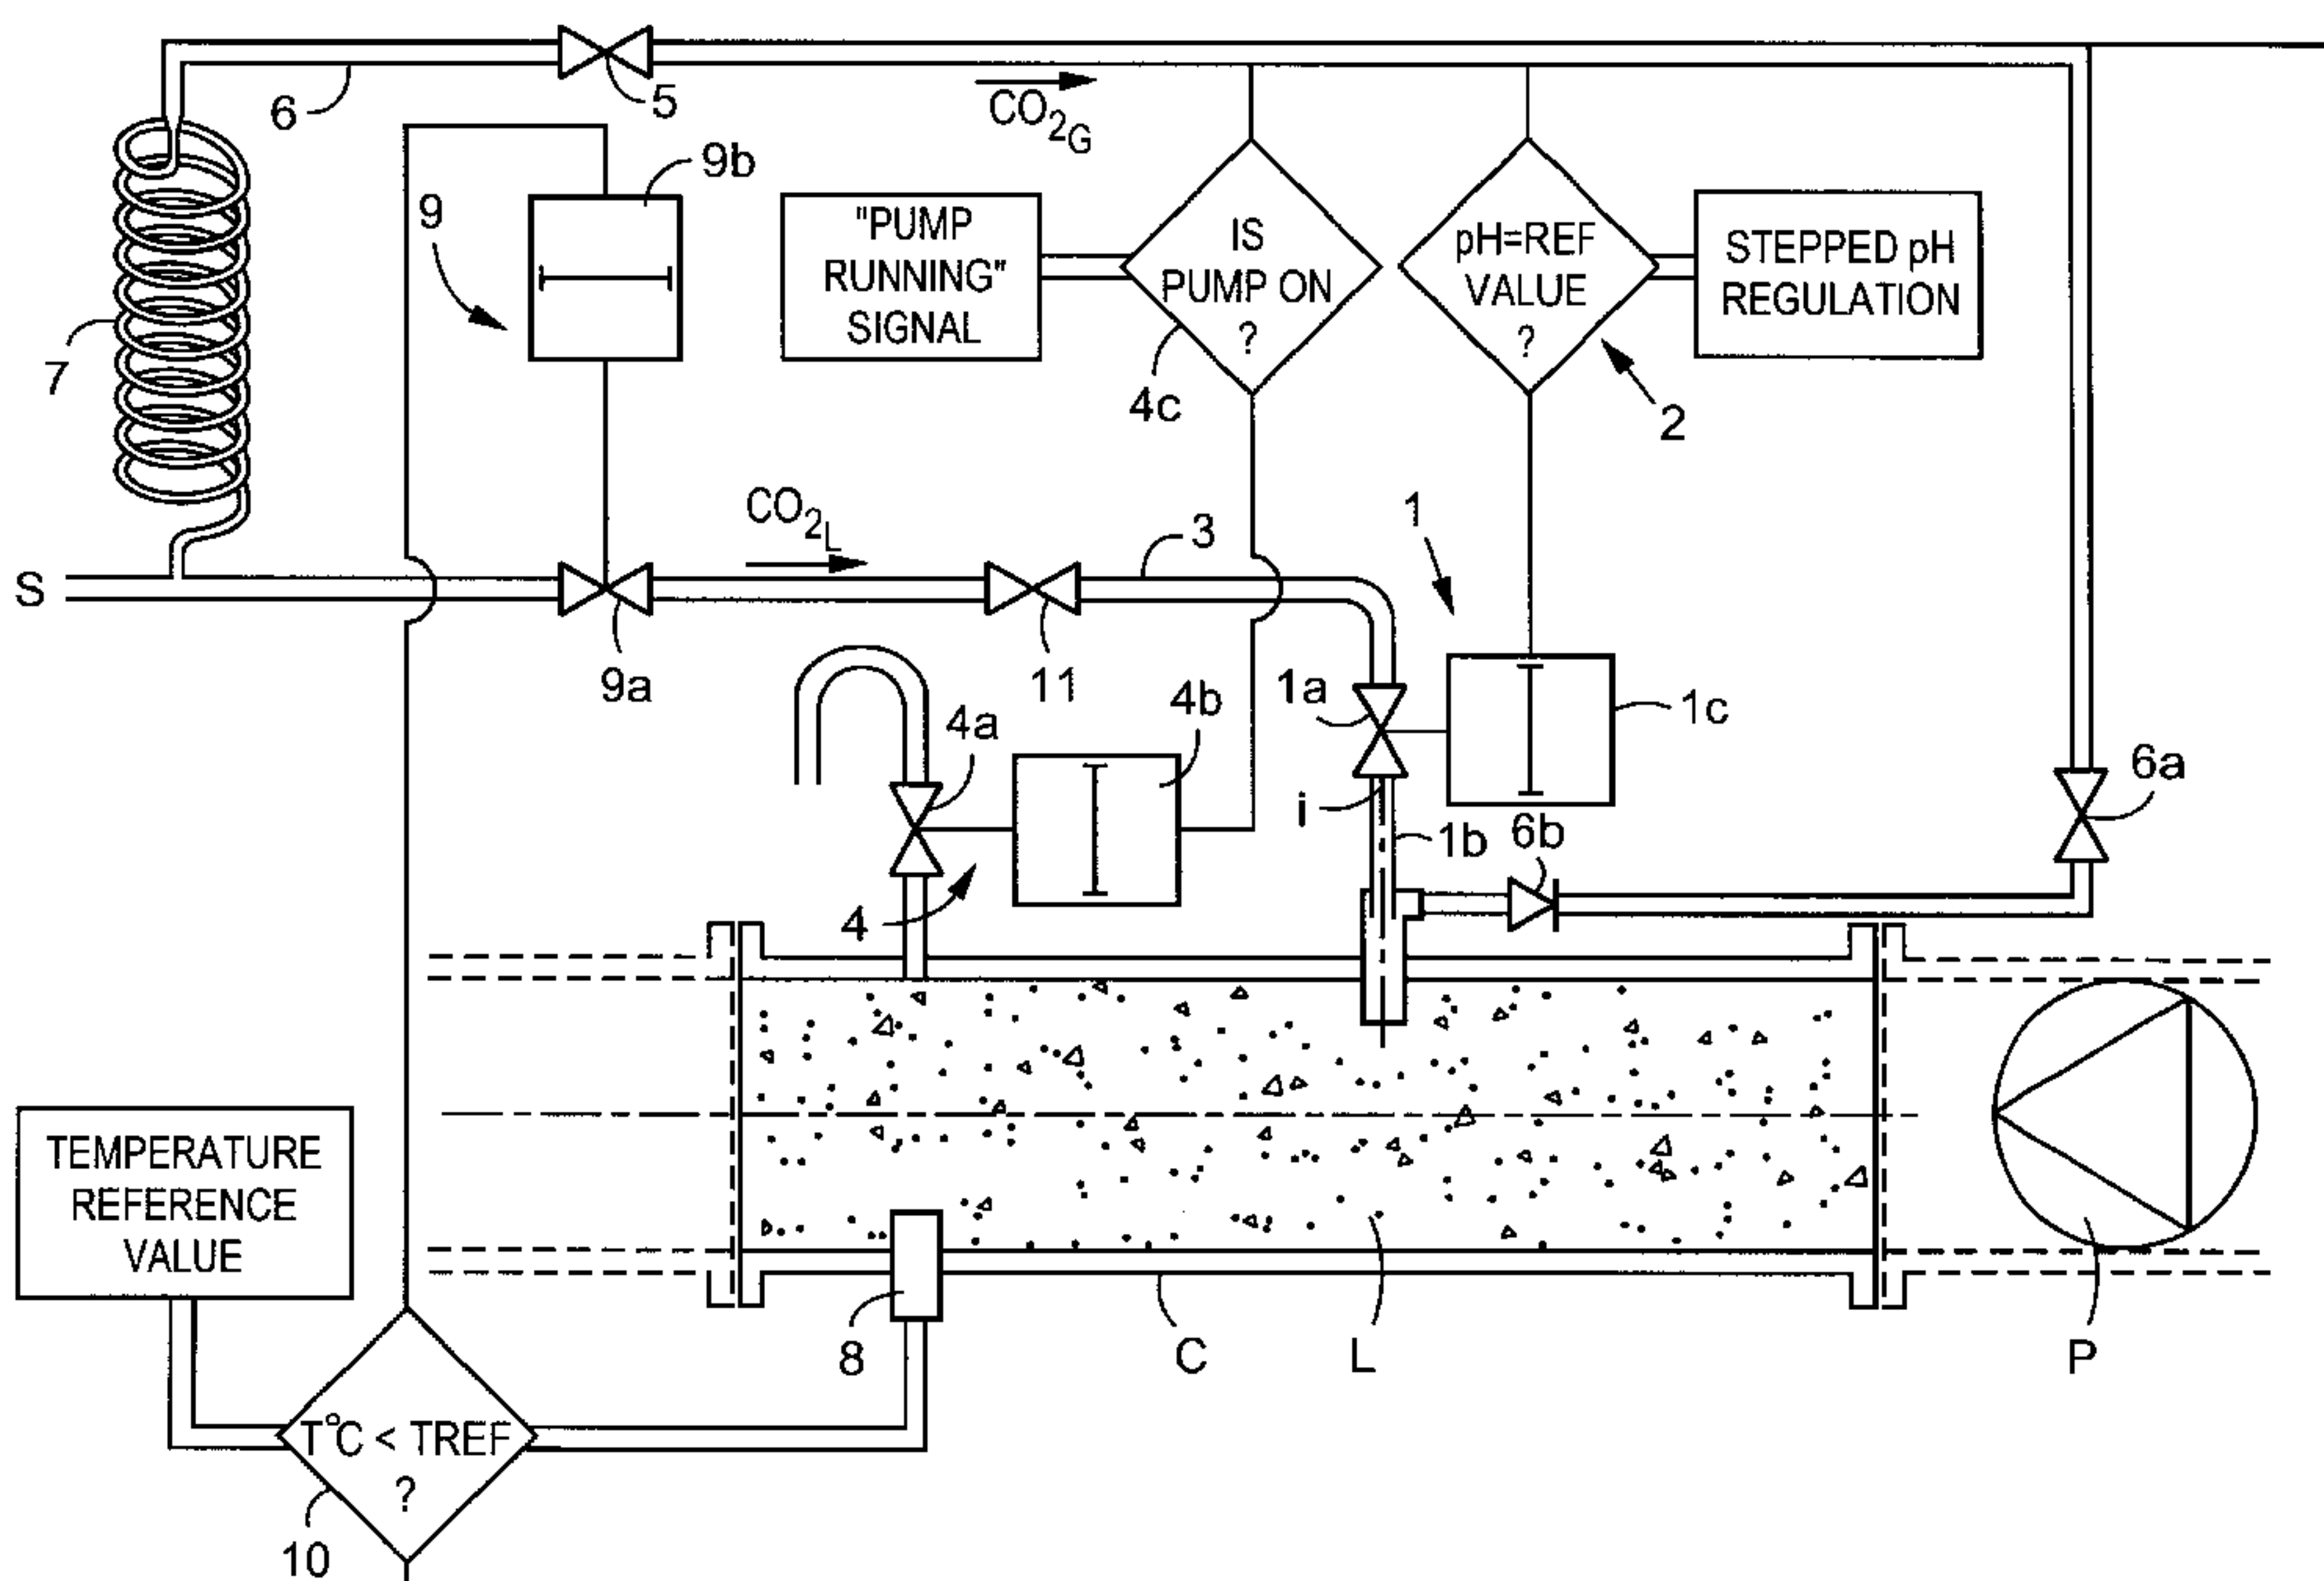 6
5
CO2G
9b
9
"PUMP
RUNNING"
SIGNAL
IS
PUMP ON
?
pH=REF
VALUE
?
STEPPED pH
REGULATION
7
4c
2
CO2L
3
1
S
9a
11
4a
4b
1a
1c
i
1b
6b
6a
4
TEMPERATURE
REFERENCE
VALUE
8
C
L
P
T°C < TREF
?
10